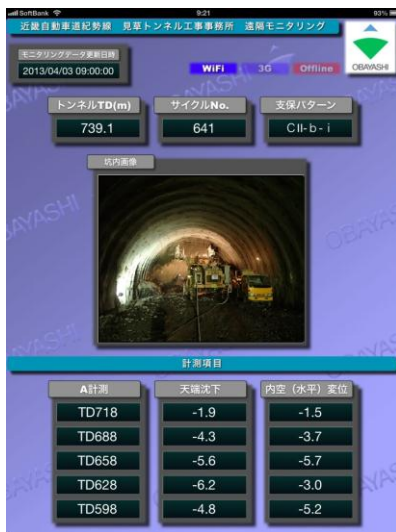 SoftBank 9:21 93%
近畿自動車道紀勢線 見草トンネル工事事務所 遠隔モニタリング
モニタリングデータ更新日時
2013/04/03 09:00:00
WiFi 3G Offline
OBAYASHI
トンネルTD(m) サイクルNo. 支保パターン
739.1 641 CII-b-i
坑内画像
計測項目
A計測 天端沈下 内空（水平）変位
TD718 -1.9 -1.5
TD688 -4.3 -3.7
TD658 -5.6 -5.7
TD628 -6.2 -3.0
TD598 -4.8 -5.2
OBAYASHI
OBAYASHI
OBAYASHI